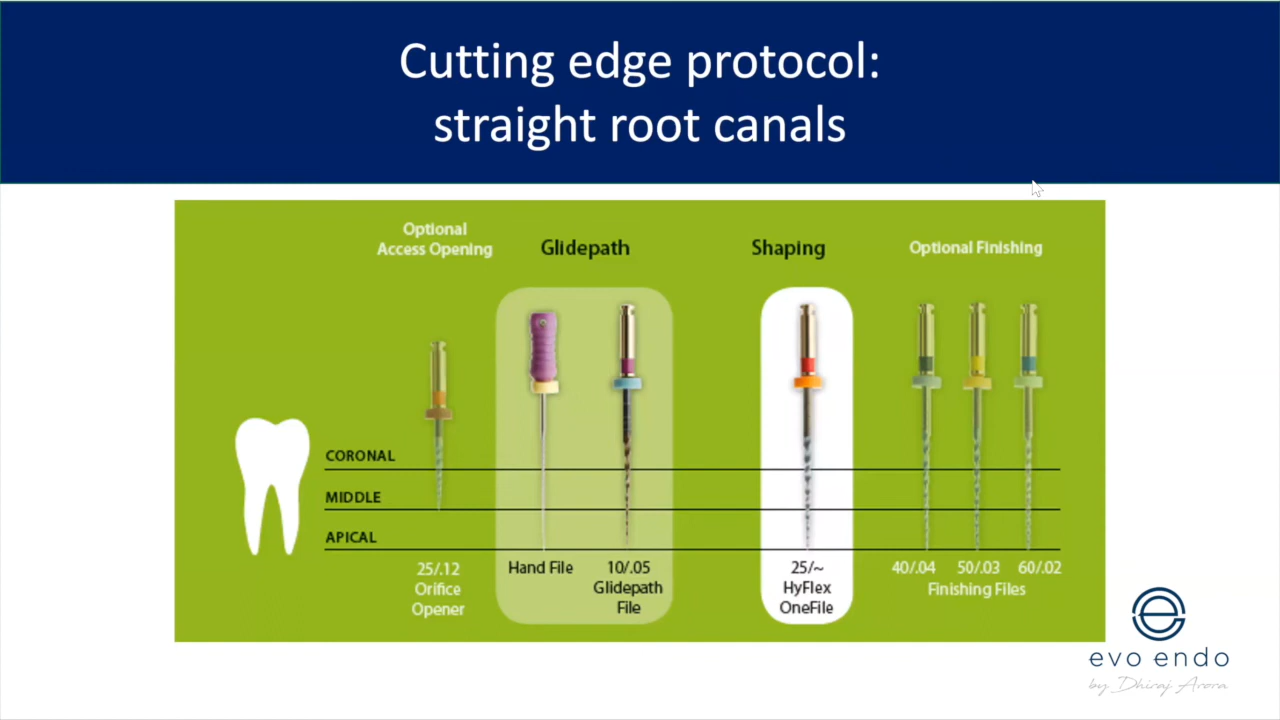 Cutting edge protocol:
straight root canals
Optional
Access Opening
Glidepath
Shaping
Optional Finishing
CORONAL
MIDDLE
APICAL
25/.12
Orifice
Opener
Hand File
10/.05
Glidepath
File
25/~
HyFlex
OneFile
40/.04
50/.03
60/.02
Finishing Files
evo endo
by Dhiraj Arora